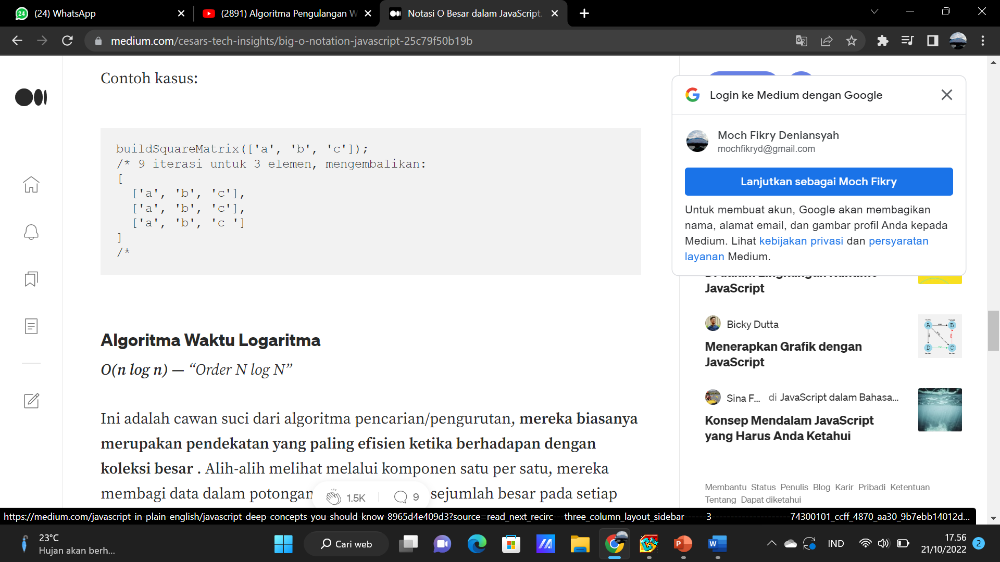 24
(24) WhatsApp
(2891) Algoritma Pengulangan W
Notasi O Besar dalam JavaScript.
medium.com/cesars-tech-insights/big-o-notation-javascript-25c79f50b19b
Contoh kasus:
buildSquareMatrix(['a', 'b', 'c']);
/* 9 iterasi untuk 3 elemen, mengembalikan:
[
['a', 'b', 'c'],
['a', 'b', 'c'],
['a', 'b', 'c ']
]
/*
Algoritma Waktu Logaritma
O(n log n) — “Order N log N”
Ini adalah cawan suci dari algoritma pencarian/pengurutan, mereka biasanya
merupakan pendekatan yang paling efisien ketika berhadapan dengan
koleksi besar . Alih-alih melihat melalui komponen satu per satu, mereka
membagi data dalam potongan sejumlah besar pada setiap
1.5K
9
Login ke Medium dengan Google
Moch Fikry Deniansyah
mochfikryd@gmail.com
Lanjutkan sebagai Moch Fikry
Untuk membuat akun, Google akan membagikan
nama, alamat email, dan gambar profil Anda kepada
Medium. Lihat kebijakan privasi dan persyaratan
layanan Medium.
JavaScript
Bicky Dutta
Menerapkan Grafik dengan
JavaScript
A B
D C
Sina F... di JavaScript dalam Bahasa...
Konsep Mendalam JavaScript
yang Harus Anda Ketahui
Membantu Status Penulis Blog Karir Pribadi Ketentuan
Tentang Dapat diketahui
https://medium.com/javascript-in-plain-english/javascript-deep-concepts-you-should-know-8965d4e409d3?source=read_next_recirc---three_column_layout_sidebar------3---------------------74300101_ccff_4870_aa30_9b7ebb14012d...
23°C
Hujan akan berh...
Cari web
IND
17.56
21/10/2022
2